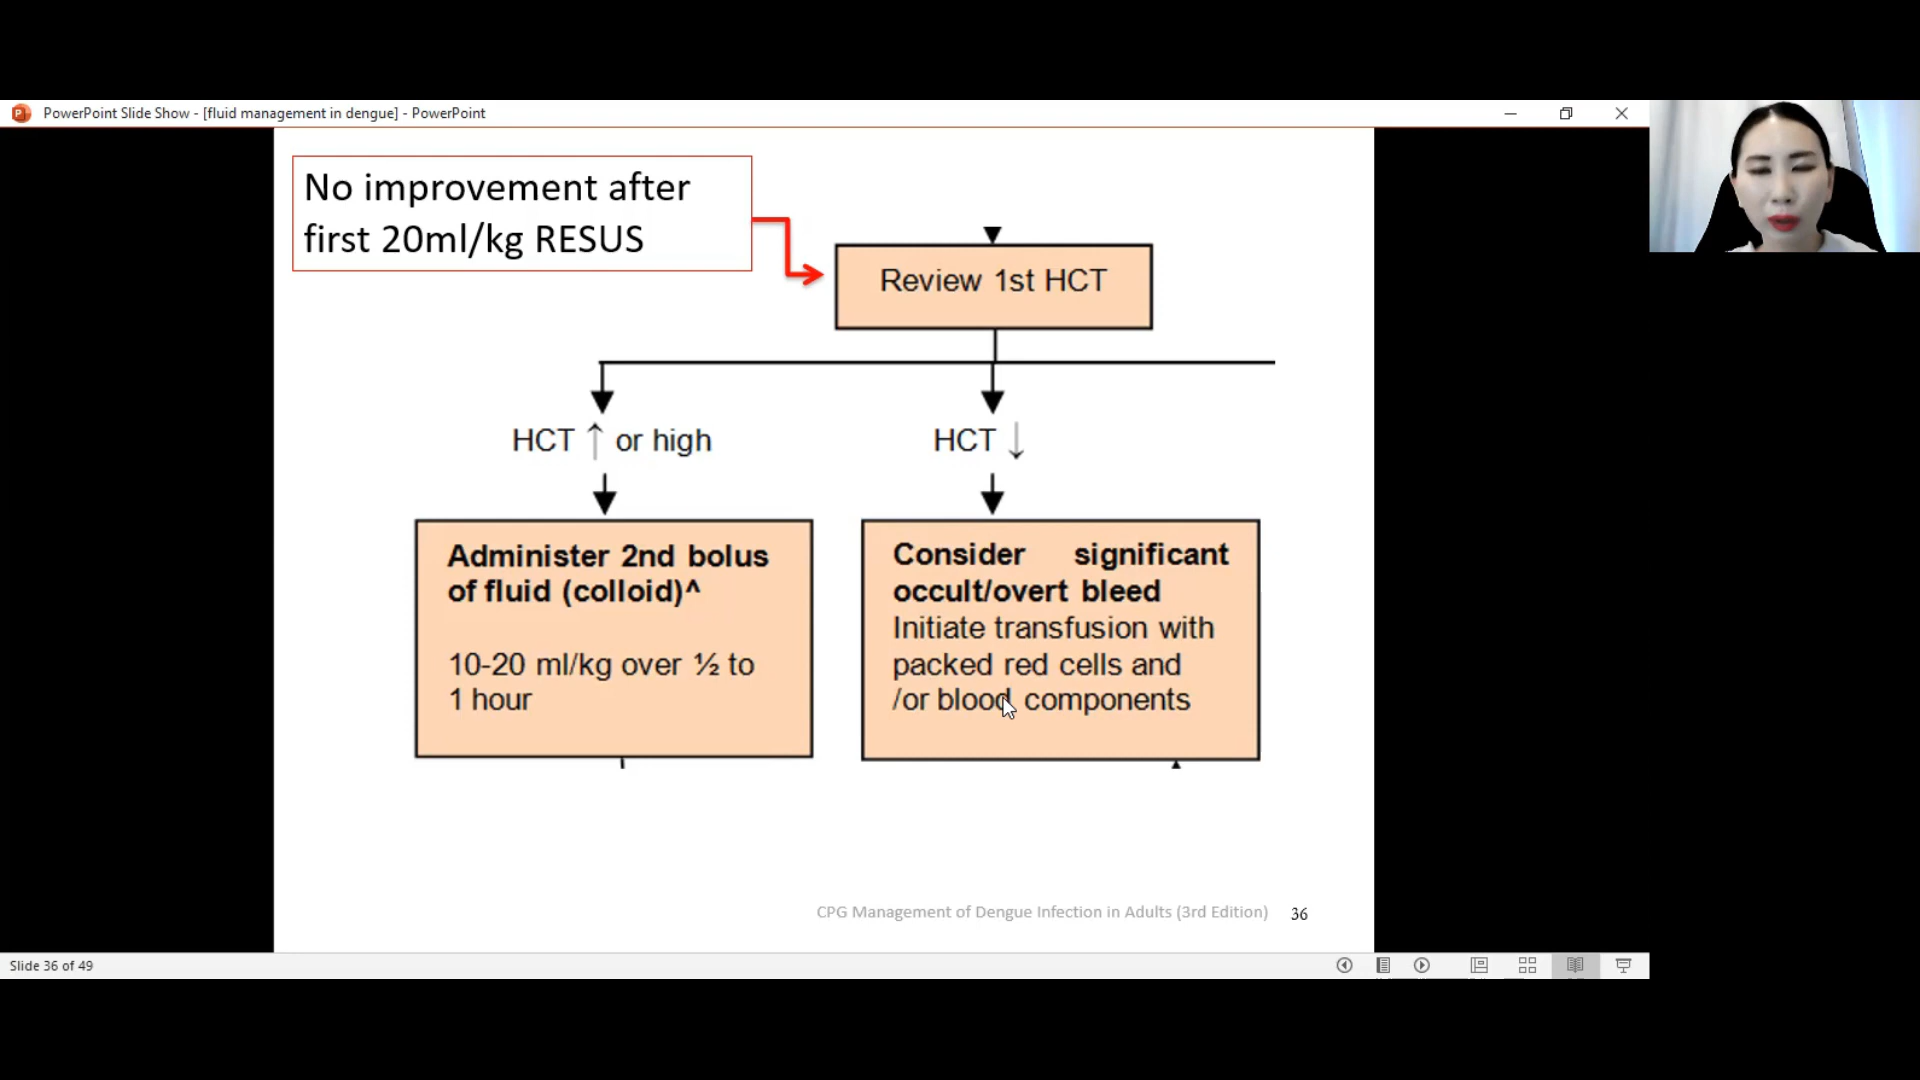 PowerPoint Slide Show - [fluid management in dengue] - PowerPoint
No improvement after
first 20ml/kg RESUS
Review 1st HCT
HCT ↑ or high
HCT ↓
Administer 2nd bolus
of fluid (colloid)^
10-20 ml/kg over ½ to
1 hour
Consider significant
occult/overt bleed
Initiate transfusion with
packed red cells and
/or blood components
CPG Management of Dengue Infection in Adults (3rd Edition) 36
Slide 36 of 49